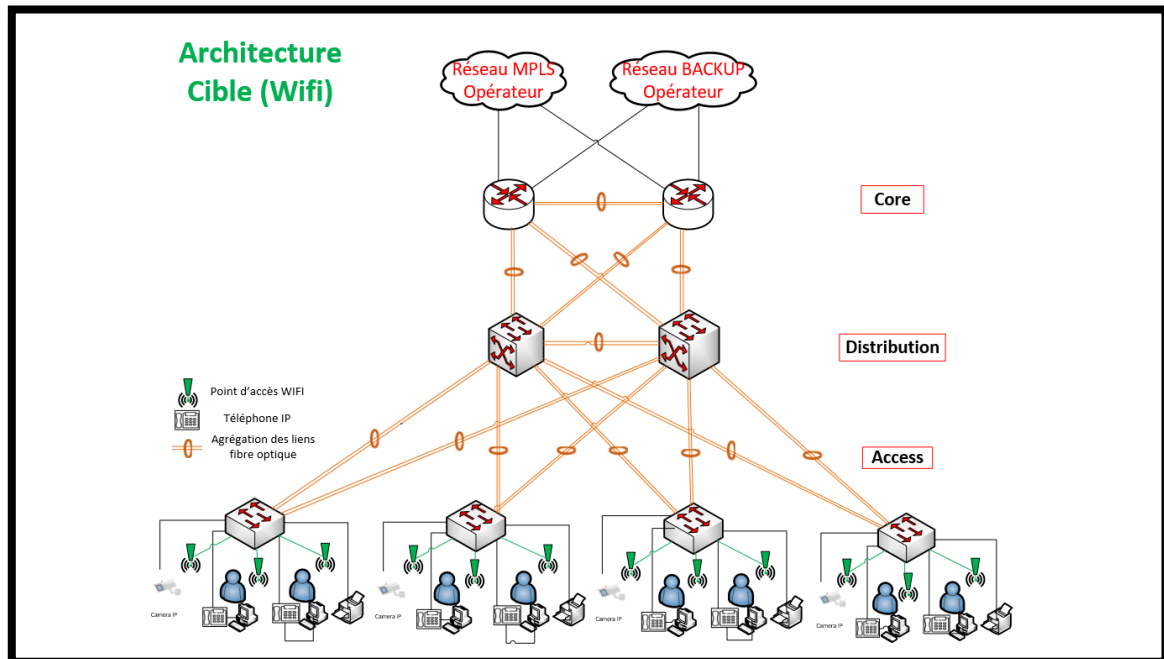 Architecture
Cible (Wifi)
Réseau MPLS
Opérateur
Réseau BACKUP
Opérateur
Core
Distribution
Point d'accès WIFI
Téléphone IP
Agrégation des liens
fibre optique
Access
Camera IP
Camera IP
Camera IP
Camera IP